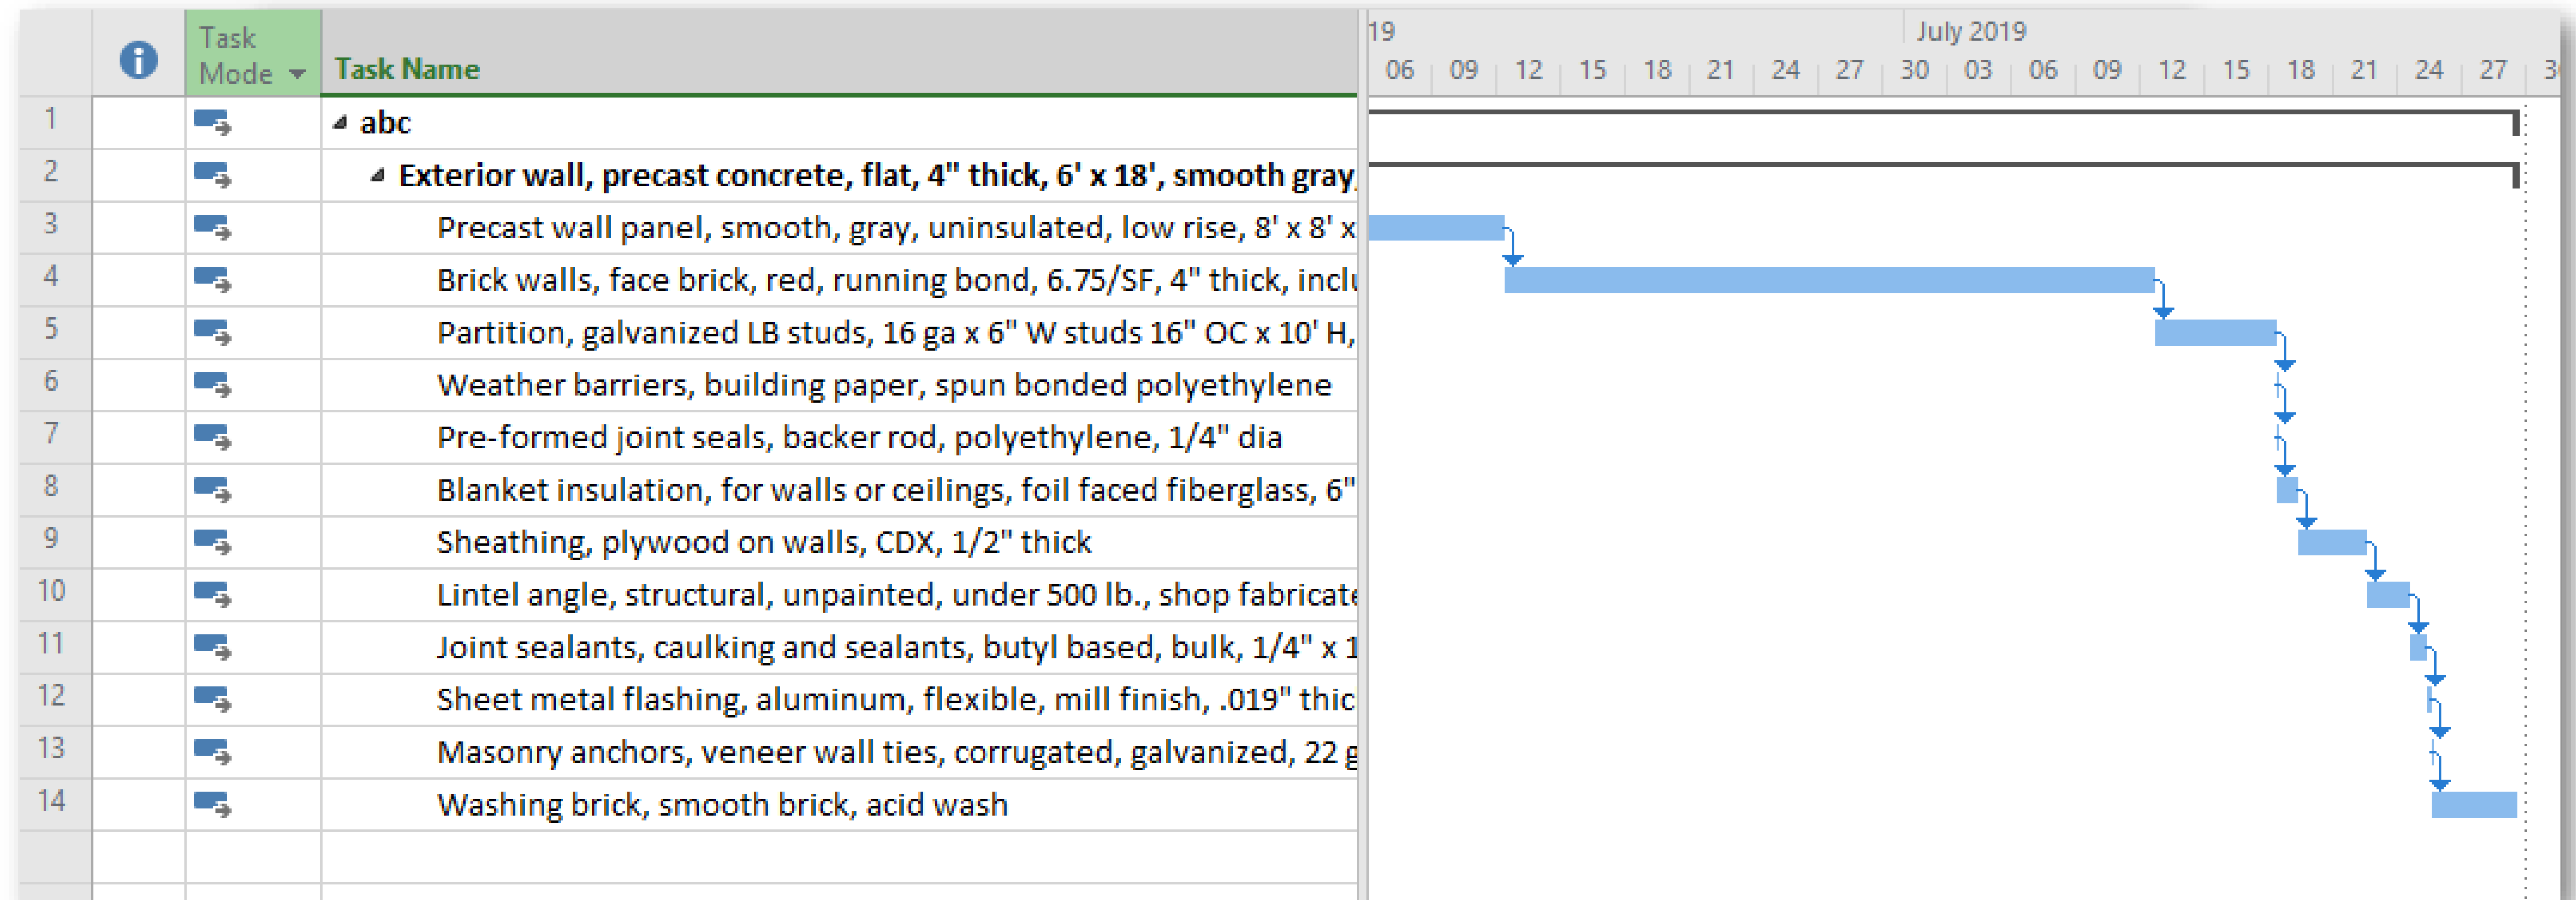 19
July 2019
Task Mode
Task Name
06 09 12 15 18 21 24 27 30 03 06 09 12 15 18 21 24 27
1 abc
2 Exterior wall, precast concrete, flat, 4" thick, 6' x 18', smooth gray,
3 Precast wall panel, smooth, gray, uninsulated, low rise, 8' x 8' x
4 Brick walls, face brick, red, running bond, 6.75/SF, 4" thick, inclu
5 Partition, galvanized LB studs, 16 ga x 6" W studs 16" OC x 10' H,
6 Weather barriers, building paper, spun bonded polyethylene
7 Pre-formed joint seals, backer rod, polyethylene, 1/4" dia
8 Blanket insulation, for walls or ceilings, foil faced fiberglass, 6"
9 Sheathing, plywood on walls, CDX, 1/2" thick
10 Lintel angle, structural, unpainted, under 500 lb., shop fabricate
11 Joint sealants, caulking and sealants, butyl based, bulk, 1/4" x 1
12 Sheet metal flashing, aluminum, flexible, mill finish, .019" thic
13 Masonry anchors, veneer wall ties, corrugated, galvanized, 22 g
14 Washing brick, smooth brick, acid wash